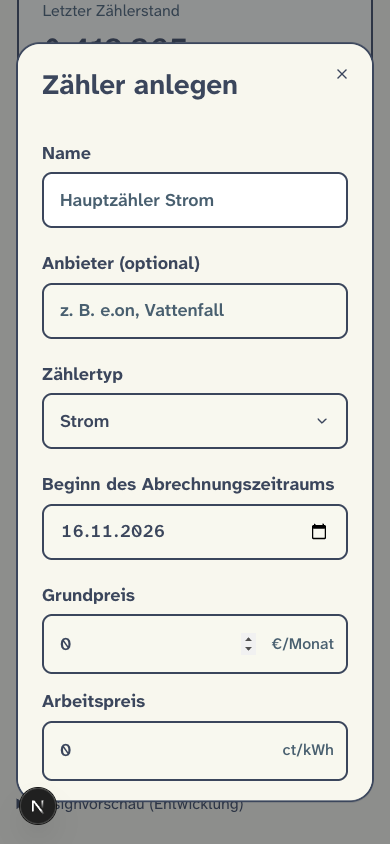 Letzter Zählerstand
Zähler anlegen
Name
Hauptzähler Strom
Anbieter (optional)
z. B. e.on, Vattenfall
Zählertyp
Strom
Beginn des Abrechnungszeitraums
16.11.2026
Grundpreis
0
€/Monat
Arbeitspreis
0
ct/kWh
N
(Entwicklung)